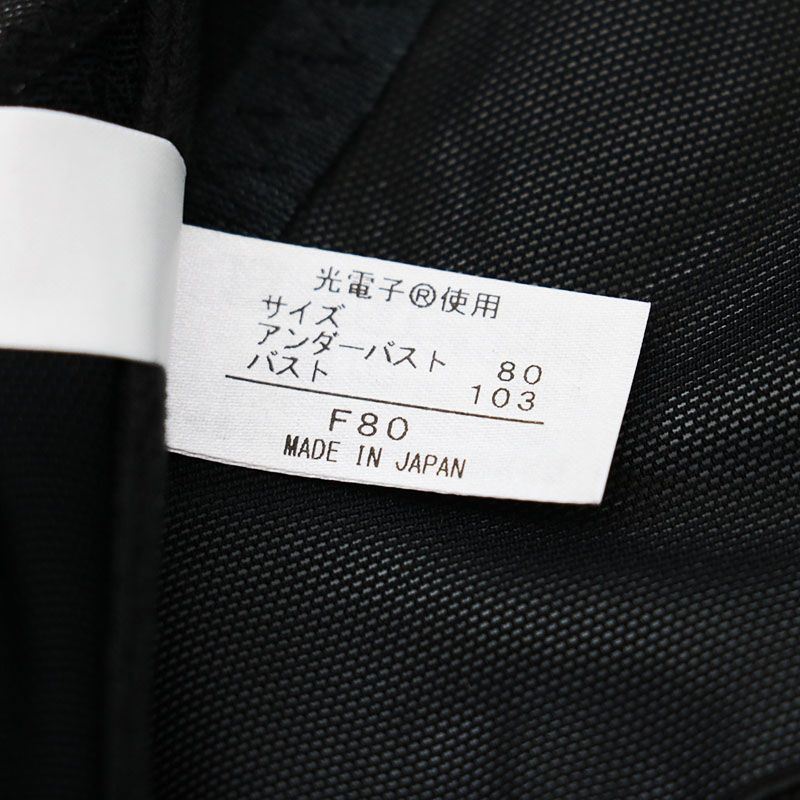 光電子®使用
サイズ
アンダーバスト 80
バスト 103
F80
MADE IN JAPAN